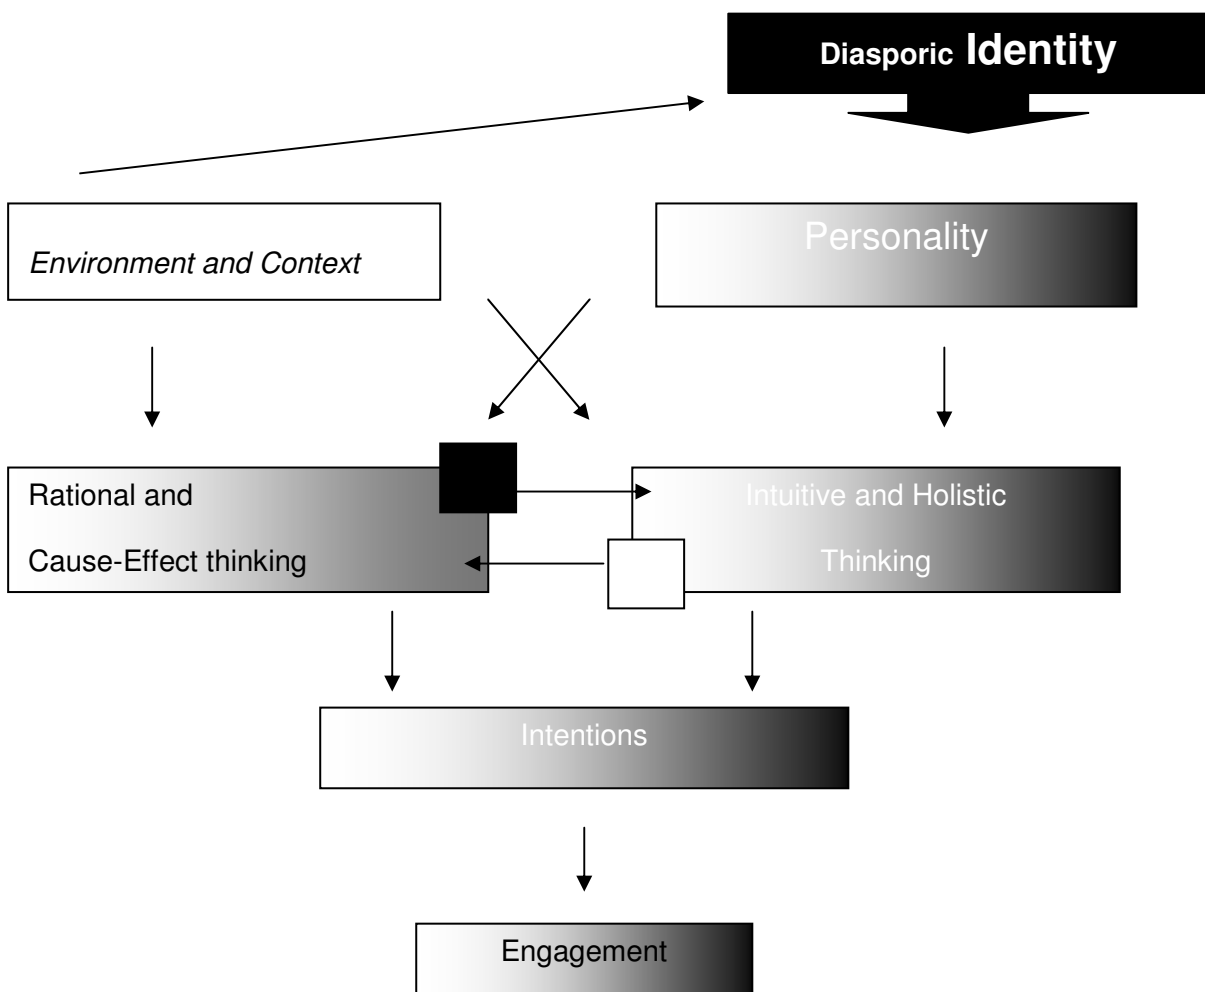 Diasporic Identity
Environment and Context
Personality
Rational and
Cause-Effect thinking
Intuitive and Holistic
Thinking
Intentions
Engagement